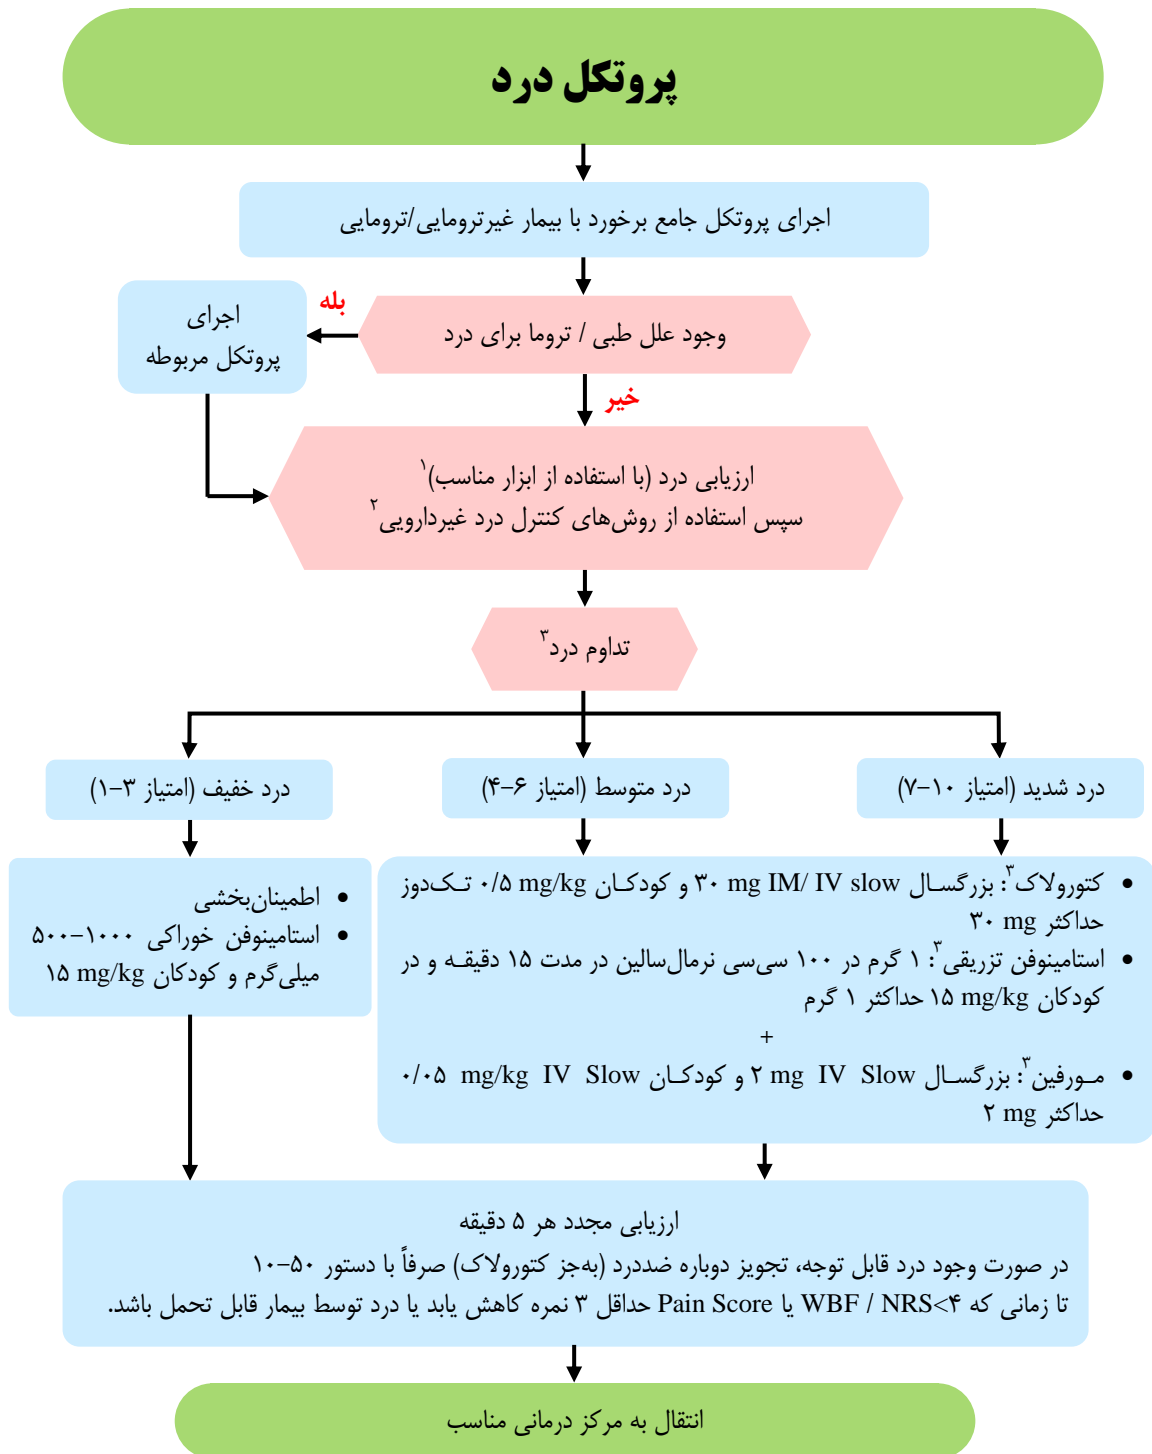 پروتکل درد
اجرای پروتکل جامع برخورد با بیمار غیرترومایی/ترومایی
وجود علل طبی / تروما برای درد
بله
اجرای
پروتکل مربوطه
خیر
ارزیابی درد (با استفاده از ابزار مناسب)۱
سپس استفاده از روش‌های کنترل درد غیردارویی۲
تداوم درد۳
درد شدید (امتیاز ۱۰–۷)
درد متوسط (امتیاز ۶–۴)
درد خفیف (امتیاز ۳–۱)
• کتورولاک۳: بزرگسال ۳۰ mg IM/ IV slow و کودکان ۰/۵ mg/kg تک‌دوز
حداکثر ۳۰ mg
• استامینوفن تزریقی۳: ۱ گرم در ۱۰۰ سی‌سی نرمال‌سالین در مدت ۱۵ دقیقه و در
کودکان ۱۵ mg/kg حداکثر ۱ گرم
+
• مورفین۳: بزرگسال ۲ mg IV Slow و کودکان ۰/۰۵ mg/kg IV Slow
حداکثر ۲ mg
• اطمینان‌بخشی
• استامینوفن خوراکی ۱۰۰۰–۵۰۰
میلی‌گرم و کودکان ۱۵ mg/kg
ارزیابی مجدد هر ۵ دقیقه
در صورت وجود درد قابل توجه، تجویز دوباره ضددرد (به‌جز کتورولاک) صرفاً با دستور ۵۰–۱۰
تا زمانی که WBF / NRS<۴ یا Pain Score حداقل ۳ نمره کاهش یابد یا درد توسط بیمار قابل تحمل باشد.
انتقال به مرکز درمانی مناسب